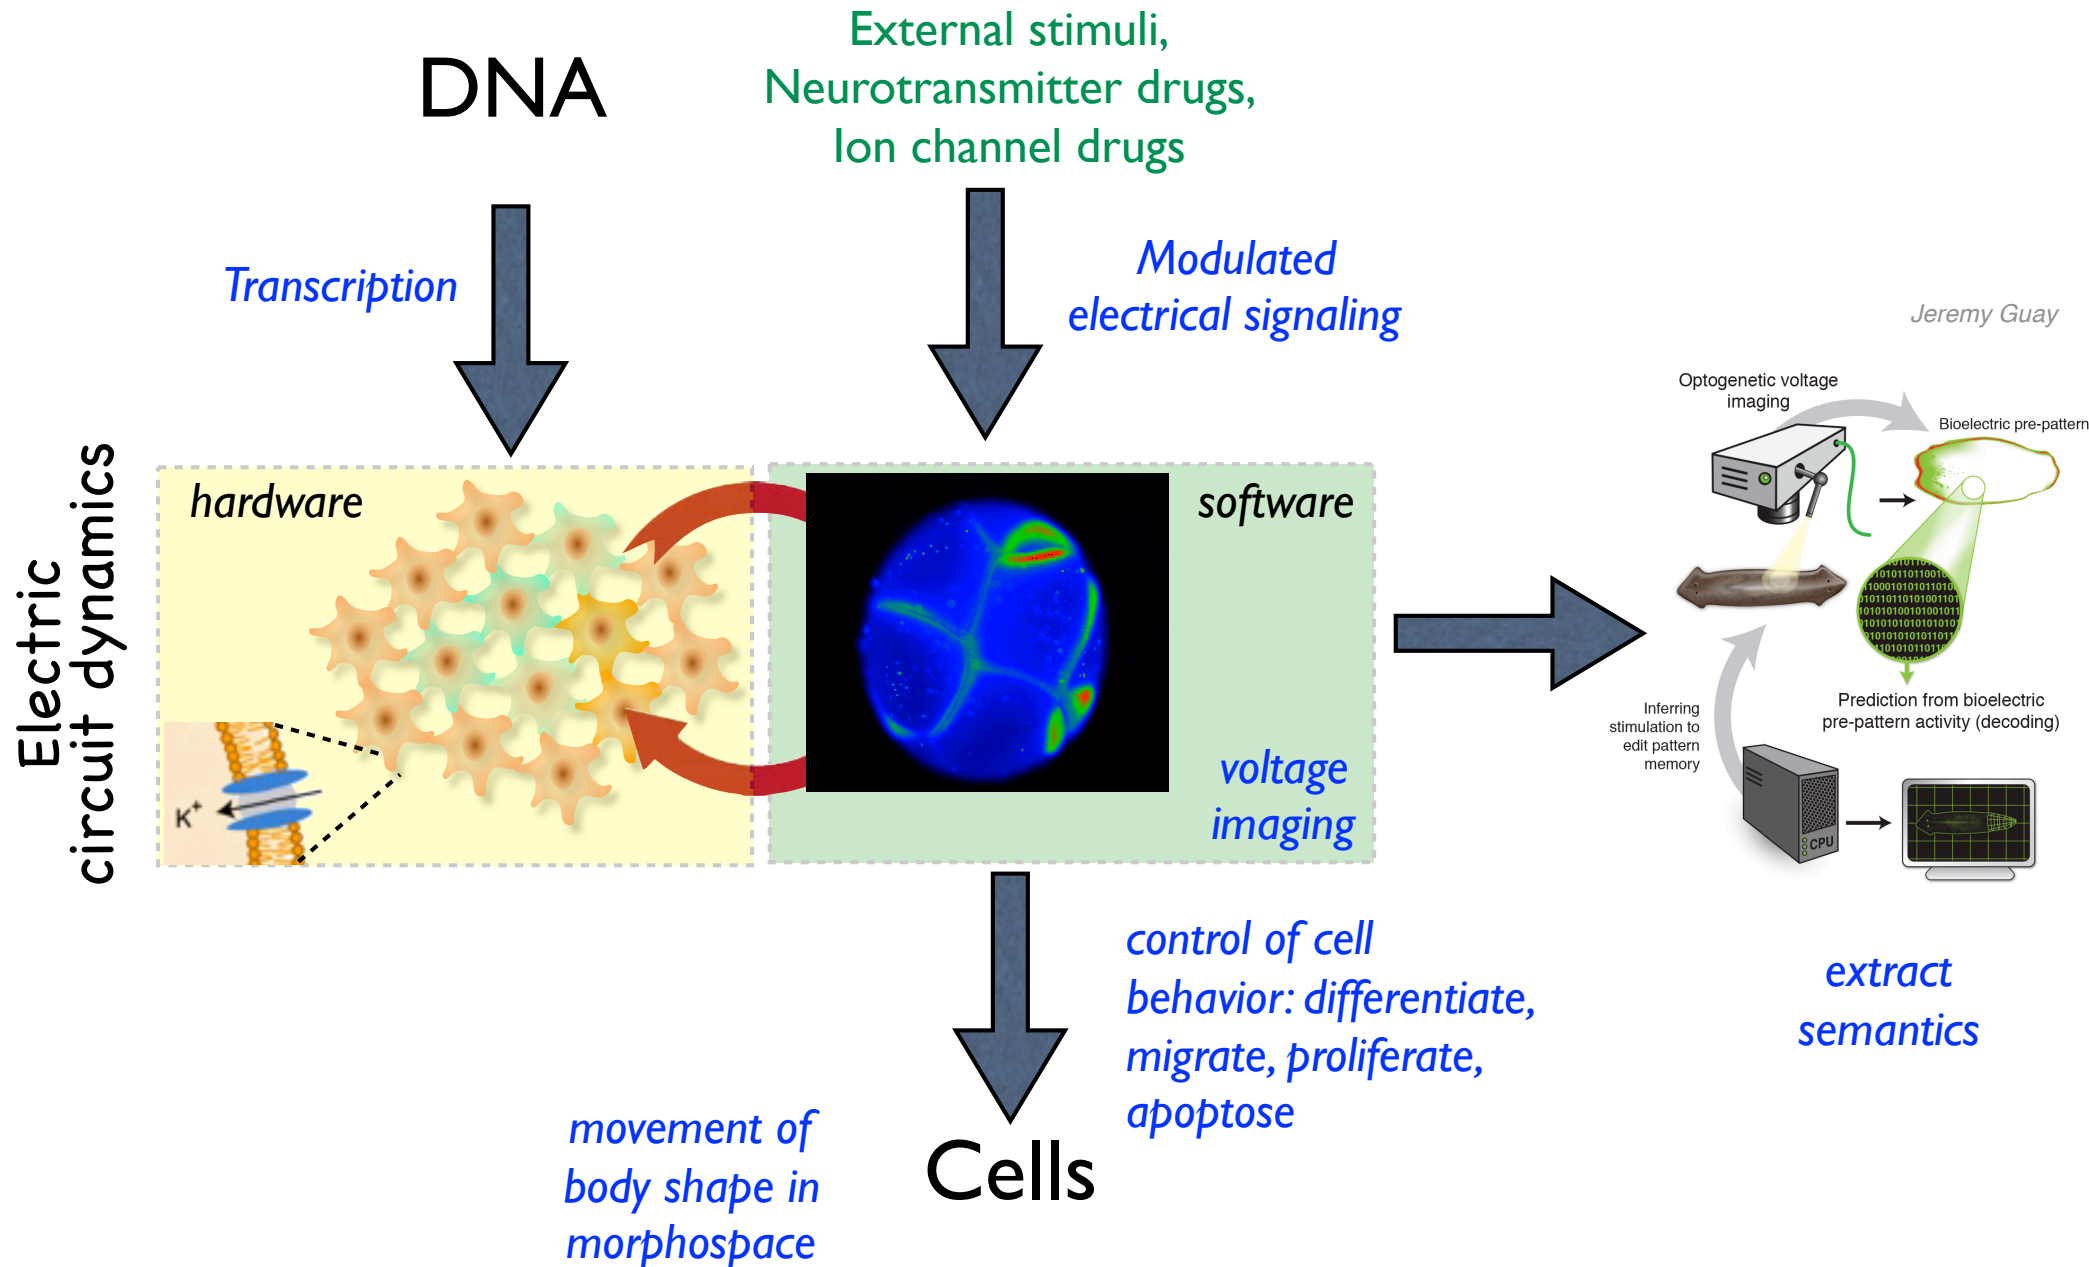 DNA
External stimuli,
Neurotransmitter drugs,
Ion channel drugs
Transcription
Modulated
electrical signaling
Jeremy Guay
Electric
circuit dynamics
hardware
K+
software
voltage
imaging
Optogenetic voltage
imaging
Bioelectric pre-pattern
Prediction from bioelectric
pre-pattern activity (decoding)
Inferring
stimulation to
edit pattern
memory
CPU
extract
semantics
control of cell
behavior: differentiate,
migrate, proliferate,
apoptose
movement of
body shape in
morphospace
Cells